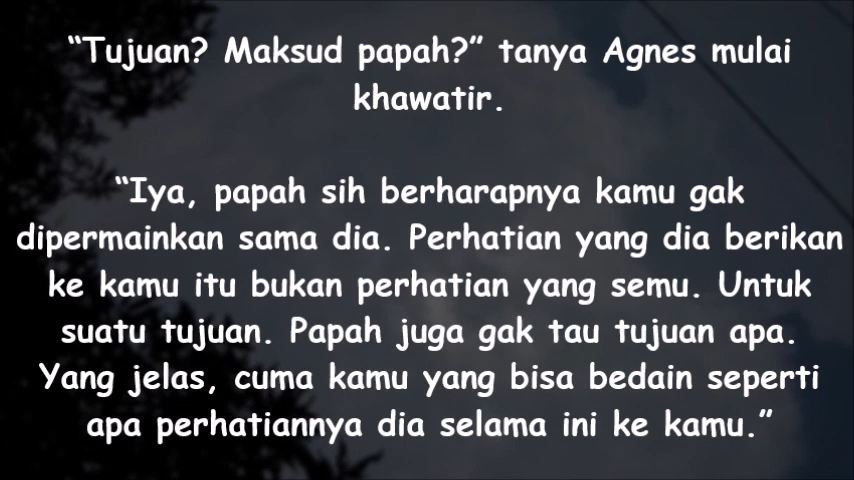 “Tujuan? Maksud papah?” tanya Agnes mulai
khawatir.
“Iya, papah sih berharapnya kamu gak
dipermainkan sama dia. Perhatian yang dia berikan
ke kamu itu bukan perhatian yang semu. Untuk
suatu tujuan. Papah juga gak tau tujuan apa.
Yang jelas, cuma kamu yang bisa bedain seperti
apa perhatiannya dia selama ini ke kamu.”